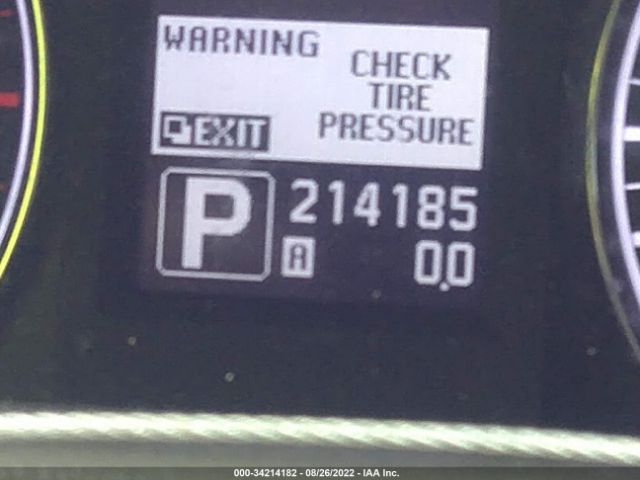 WARNING
CHECK
TIRE
PRESSURE
EXIT
P
214185
A
0.0
000-34214182 - 08/26/2022 - IAA Inc.